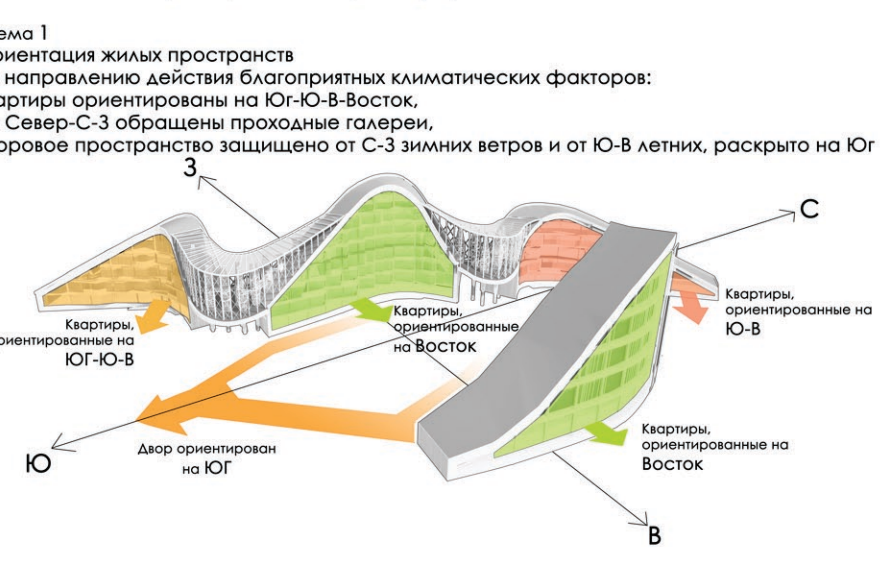 ема 1
риентация жилых пространств
направлению действия благоприятных климатических факторов:
артиры ориентированы на Юг-Ю-В-Восток,
Север-С-З обращены проходные галереи,
оровое пространство защищено от С-З зимних ветров и от Ю-В летних, раскрыто на Юг
З
С
Квартиры,
ориентированные на
Ю-В
Квартиры,
ориентированные
на Восток
Квартиры,
риентированные на
ЮГ-Ю-В
Квартиры,
ориентированные на
Восток
Двор ориентирован
на ЮГ
Ю
В